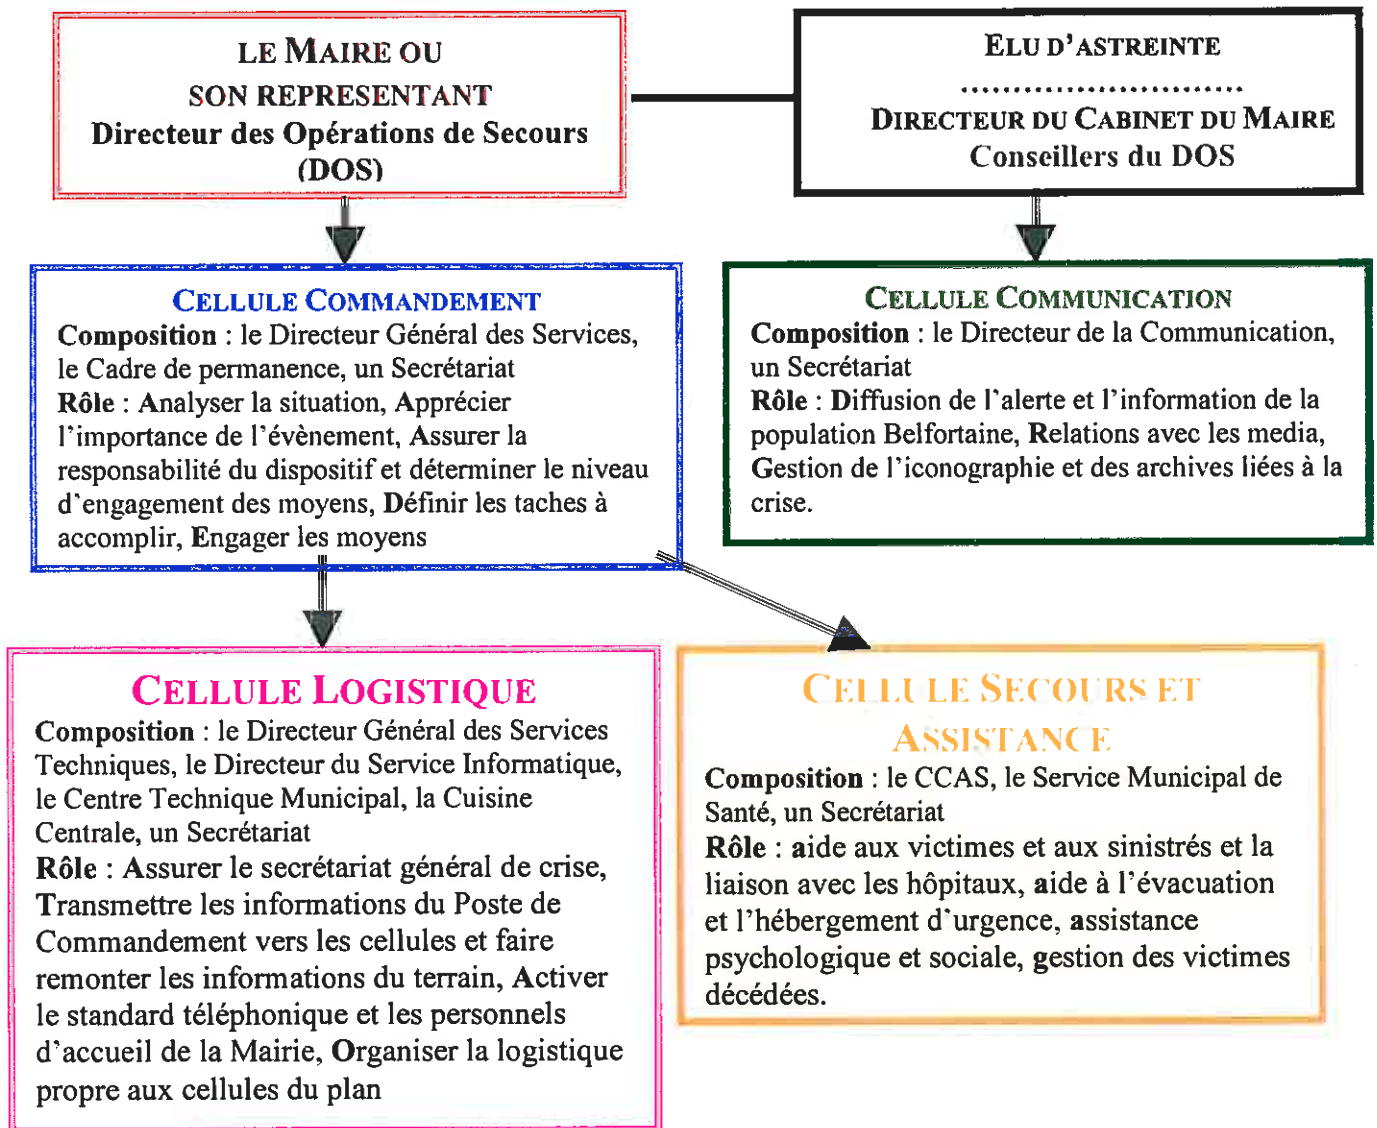 LE MAIRE OU
SON REPRESENTANT
Directeur des Opérations de Secours
(DOS)
ELU D'ASTREINTE
............................
DIRECTEUR DU CABINET DU MAIRE
Conseillers du DOS
CELLULE COMMANDEMENT
Composition : le Directeur Général des Services,
le Cadre de permanence, un Secrétariat
Rôle : Analyser la situation, Apprécier
l'importance de l'évènement, Assurer la
responsabilité du dispositif et déterminer le niveau
d'engagement des moyens, Définir les taches à
accomplir, Engager les moyens
CELLULE COMMUNICATION
Composition : le Directeur de la Communication,
un Secrétariat
Rôle : Diffusion de l'alerte et l'information de la
population Belfortaine, Relations avec les media,
Gestion de l'iconographie et des archives liées à la
crise.
CELLULE LOGISTIQUE
Composition : le Directeur Général des Services
Techniques, le Directeur du Service Informatique,
le Centre Technique Municipal, la Cuisine
Centrale, un Secrétariat
Rôle : Assurer le secrétariat général de crise,
Transmettre les informations du Poste de
Commandement vers les cellules et faire
remonter les informations du terrain, Activer
le standard téléphonique et les personnels
d'accueil de la Mairie, Organiser la logistique
propre aux cellules du plan
CELLULE SECOURS ET
ASSISTANCE
Composition : le CCAS, le Service Municipal de
Santé, un Secrétariat
Rôle : aide aux victimes et aux sinistrés et la
liaison avec les hôpitaux, aide à l'évacuation
et l'hébergement d'urgence, assistance
psychologique et sociale, gestion des victimes
décédées.